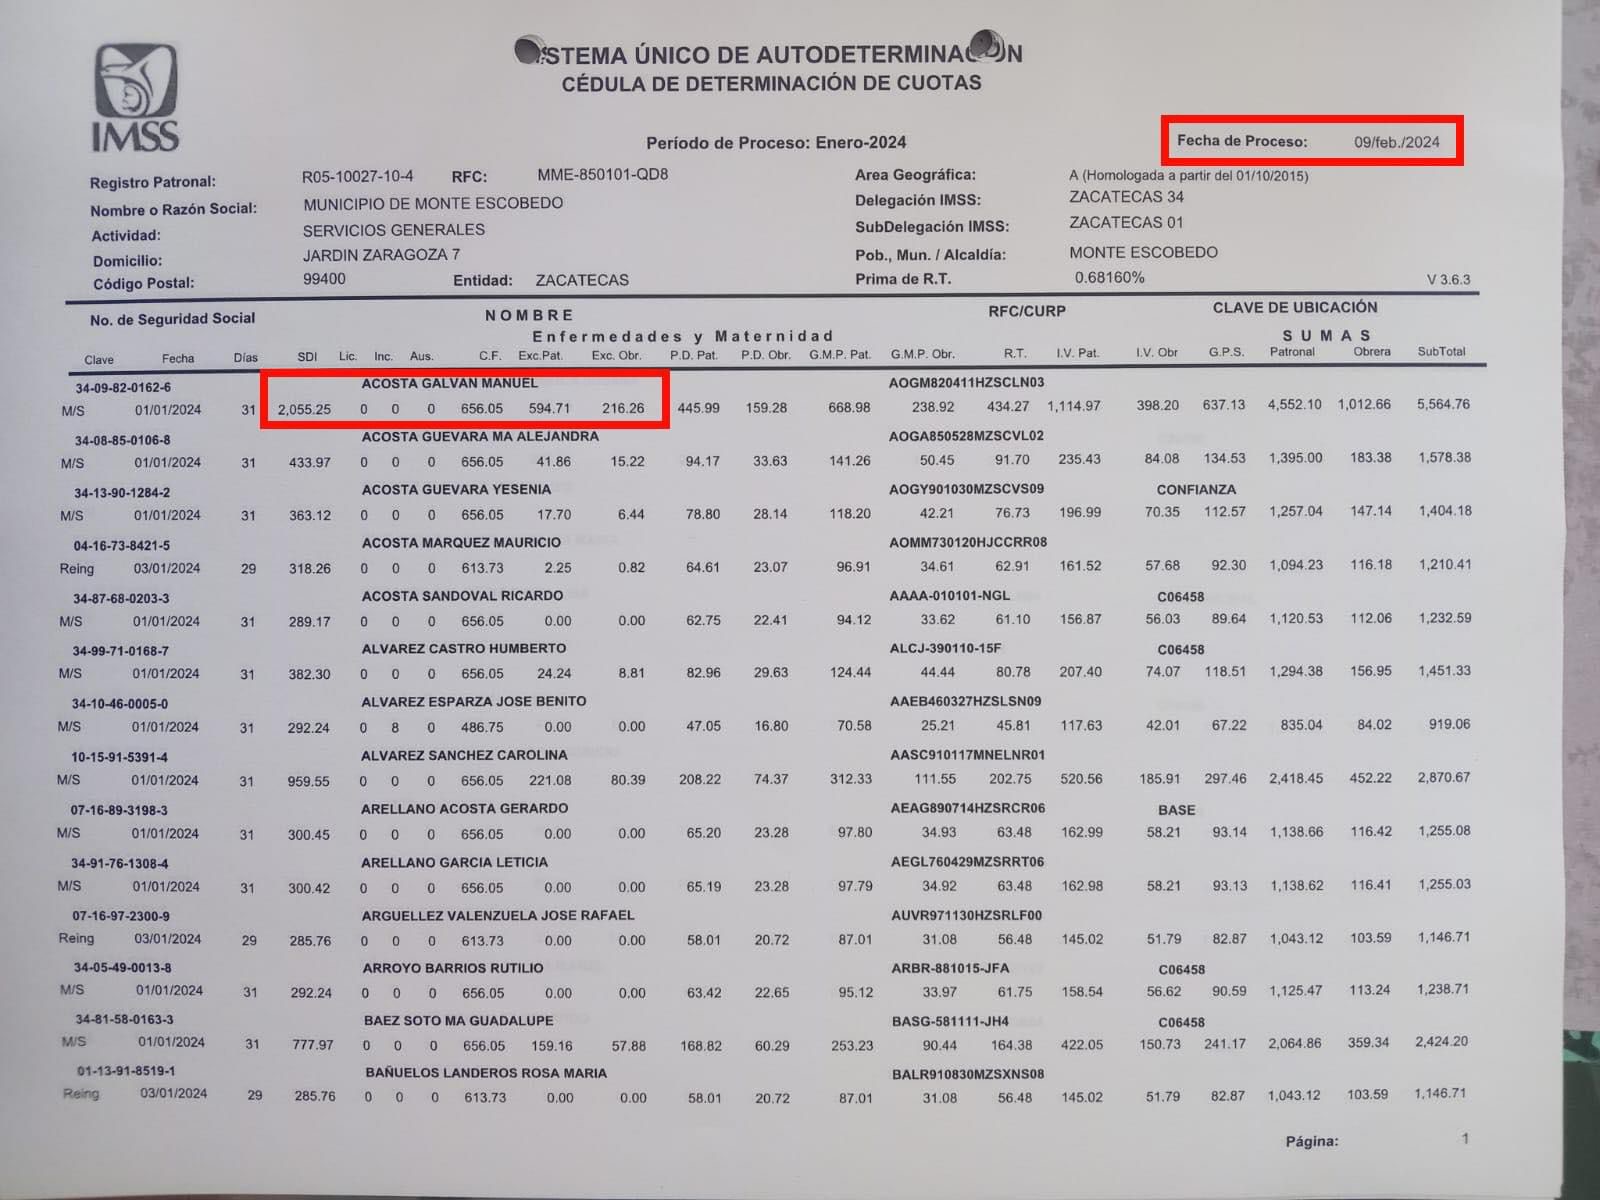 IMSS
SISTEMA ÚNICO DE AUTODETERMINACIÓN
CÉDULA DE DETERMINACIÓN DE CUOTAS
Período de Proceso: Enero-2024 Fecha de Proceso: 09/feb./2024
Registro Patronal: R05-10027-10-4 RFC: MME-850101-QD8 Area Geográfica: A (Homologada a partir del 01/10/2015)
Nombre o Razón Social: MUNICIPIO DE MONTE ESCOBEDO Delegación IMSS: ZACATECAS 34
Actividad: SERVICIOS GENERALES SubDelegación IMSS: ZACATECAS 01
Domicilio: JARDIN ZARAGOZA 7 Pob., Mun. / Alcaldía: MONTE ESCOBEDO
Código Postal: 99400 Entidad: ZACATECAS Prima de R.T. 0.68160% V 3.6.3
No. de Seguridad Social NOMBRE RFC/CURP CLAVE DE UBICACIÓN
Enfermedades y Maternidad SUMAS
Clave Fecha Días SDI Lic. Inc. Aus. C.F. Exc.Pat. Exc. Obr. P.D. Pat. P.D. Obr. G.M.P. Pat. G.M.P. Obr. R.T. I.V. Pat. I.V. Obr G.P.S. Patronal Obrera SubTotal
34-09-82-0162-6 ACOSTA GALVAN MANUEL AOGM820411HZSCLN03
M/S 01/01/2024 31 2,055.25 0 0 0 656.05 594.71 216.26 445.99 159.28 668.98 238.92 434.27 1,114.97 398.20 637.13 4,552.10 1,012.66 5,564.76
34-08-85-0106-8 ACOSTA GUEVARA MA ALEJANDRA AOGA850528MZSCVL02
M/S 01/01/2024 31 433.97 0 0 0 656.05 41.86 15.22 94.17 33.63 141.26 50.45 91.70 235.43 84.08 134.53 1,395.00 183.38 1,578.38
34-13-90-1284-2 ACOSTA GUEVARA YESENIA AOGY901030MZSCVS09 CONFIANZA
M/S 01/01/2024 31 363.12 0 0 0 656.05 17.70 6.44 78.80 28.14 118.20 42.21 76.73 196.99 70.35 112.57 1,257.04 147.14 1,404.18
04-16-73-8421-5 ACOSTA MARQUEZ MAURICIO AOMM730120HJCCRR08
Reing 03/01/2024 29 318.26 0 0 0 613.73 2.25 0.82 64.61 23.07 96.91 34.61 62.91 161.52 57.68 92.30 1,094.23 116.18 1,210.41
34-87-68-0203-3 ACOSTA SANDOVAL RICARDO AAAA-010101-NGL C06458
M/S 01/01/2024 31 289.17 0 0 0 656.05 0.00 0.00 62.75 22.41 94.12 33.62 61.10 156.87 56.03 89.64 1,120.53 112.06 1,232.59
34-99-71-0168-7 ALVAREZ CASTRO HUMBERTO ALCJ-390110-15F C06458
M/S 01/01/2024 31 382.30 0 0 0 656.05 24.24 8.81 82.96 29.63 124.44 44.44 80.78 207.40 74.07 118.51 1,294.38 156.95 1,451.33
34-10-46-0005-0 ALVAREZ ESPARZA JOSE BENITO AAEB460327HZSLSN09
M/S 01/01/2024 31 292.24 0 8 0 486.75 0.00 0.00 47.05 16.80 70.58 25.21 45.81 117.63 42.01 67.22 835.04 84.02 919.06
10-15-91-5391-4 ALVAREZ SANCHEZ CAROLINA AASC910117MNELNR01
M/S 01/01/2024 31 959.55 0 0 0 656.05 221.08 80.39 208.22 74.37 312.33 111.55 202.75 520.56 185.91 297.46 2,418.45 452.22 2,870.67
07-16-89-3198-3 ARELLANO ACOSTA GERARDO AEAG890714HZSRCR06 BASE
M/S 01/01/2024 31 300.45 0 0 0 656.05 0.00 0.00 65.20 23.28 97.80 34.93 63.48 162.99 58.21 93.14 1,138.66 116.42 1,255.08
34-91-76-1308-4 ARELLANO GARCIA LETICIA AEGL760429MZSRRT06
M/S 01/01/2024 31 300.42 0 0 0 656.05 0.00 0.00 65.19 23.28 97.79 34.92 63.48 162.98 58.21 93.13 1,138.62 116.41 1,255.03
07-16-97-2300-9 ARGUELLEZ VALENZUELA JOSE RAFAEL AUVR971130HZSRLF00
Reing 03/01/2024 29 285.76 0 0 0 613.73 0.00 0.00 58.01 20.72 87.01 31.08 56.48 145.02 51.79 82.87 1,043.12 103.59 1,146.71
34-05-49-0013-8 ARROYO BARRIOS RUTILIO ARBR-881015-JFA C06458
M/S 01/01/2024 31 292.24 0 0 0 656.05 0.00 0.00 63.42 22.65 95.12 33.97 61.75 158.54 56.62 90.59 1,125.47 113.24 1,238.71
34-81-58-0163-3 BAEZ SOTO MA GUADALUPE BASG-581111-JH4 C06458
M/S 01/01/2024 31 777.97 0 0 0 656.05 159.16 57.88 168.82 60.29 253.23 90.44 164.38 422.05 150.73 241.17 2,064.86 359.34 2,424.20
01-13-91-8519-1 BAÑUELOS LANDEROS ROSA MARIA BALR910830MZSXNS08
Reing 03/01/2024 29 285.76 0 0 0 613.73 0.00 0.00 58.01 20.72 87.01 31.08 56.48 145.02 51.79 82.87 1,043.12 103.59 1,146.71
Página: 1